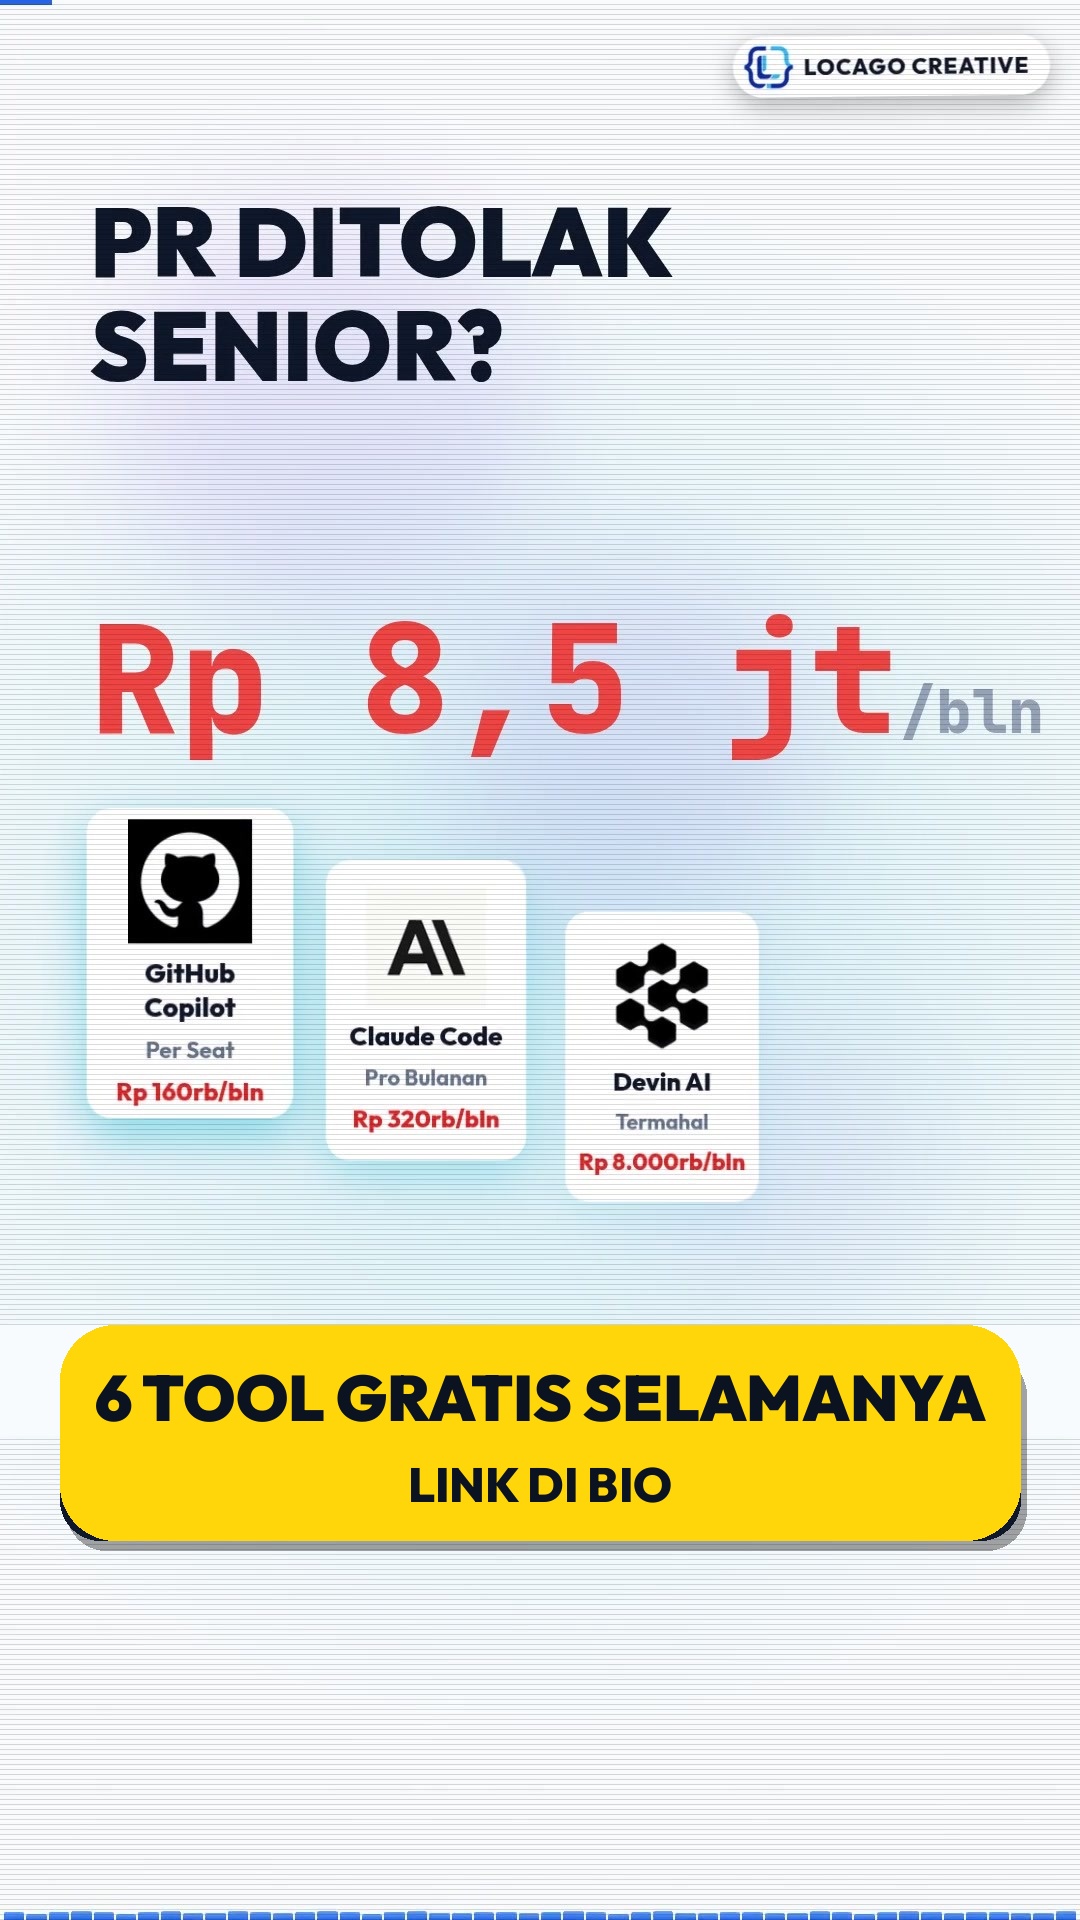 LOCAGO CREATIVE
PR DITOLAK
SENIOR?
Rp 8,5 jt/bln
GitHub
Copilot
Per Seat
Rp 160rb/bln
Claude Code
Pro Bulanan
Rp 320rb/bln
Devin AI
Termahal
Rp 8.000rb/bln
6 TOOL GRATIS SELAMANYA
LINK DI BIO